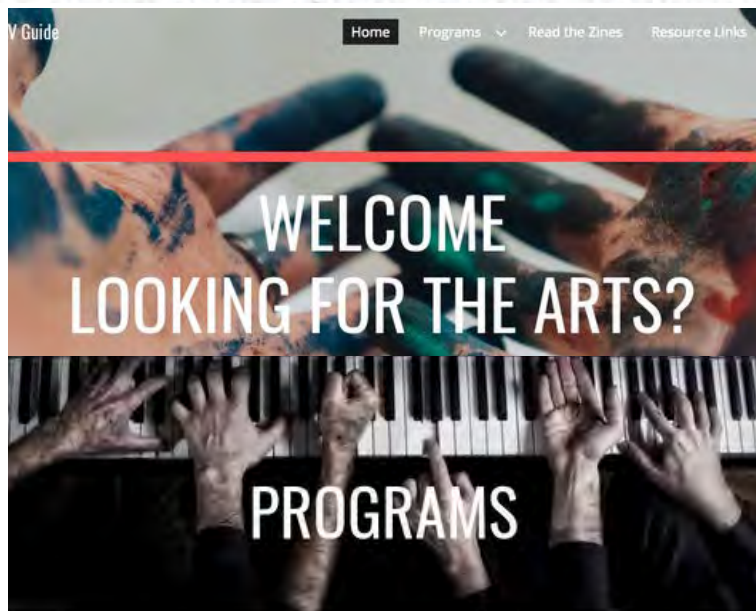 V Guide
Home Programs Read the Zines Resource Links
WELCOME
LOOKING FOR THE ARTS?
PROGRAMS